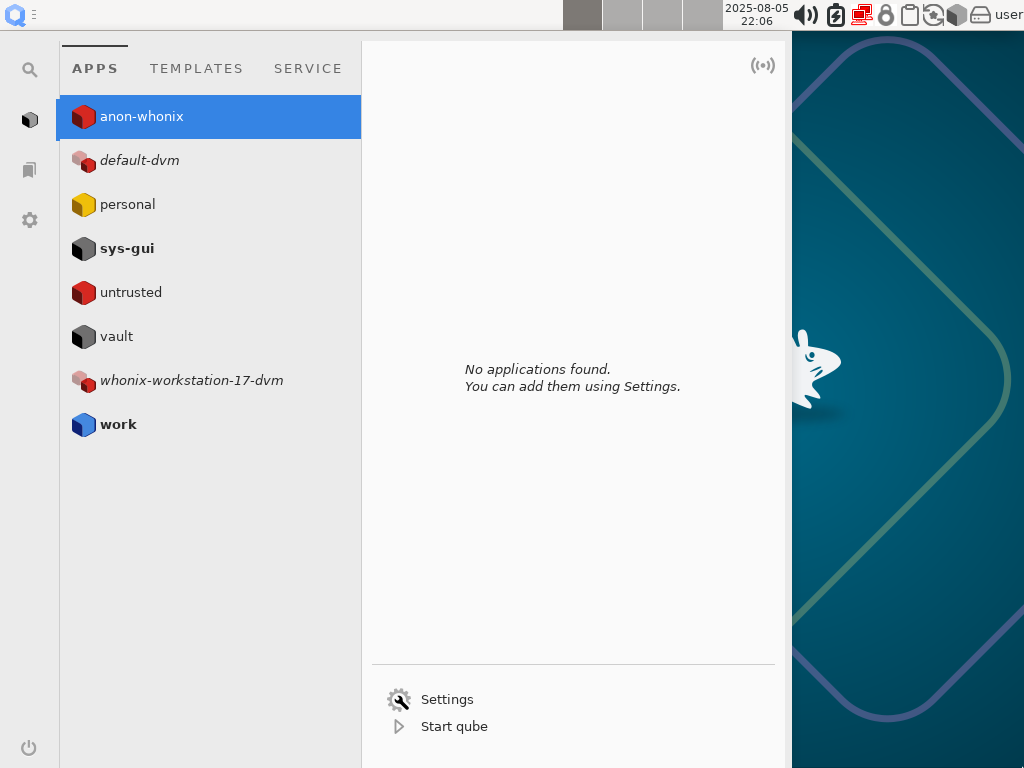 2025-08-05
22:06
user
APPS TEMPLATES SERVICE
anon-whonix
default-dvm
personal
sys-gui
untrusted
vault
whonix-workstation-17-dvm
work
No applications found.
You can add them using Settings.
Settings
Start qube